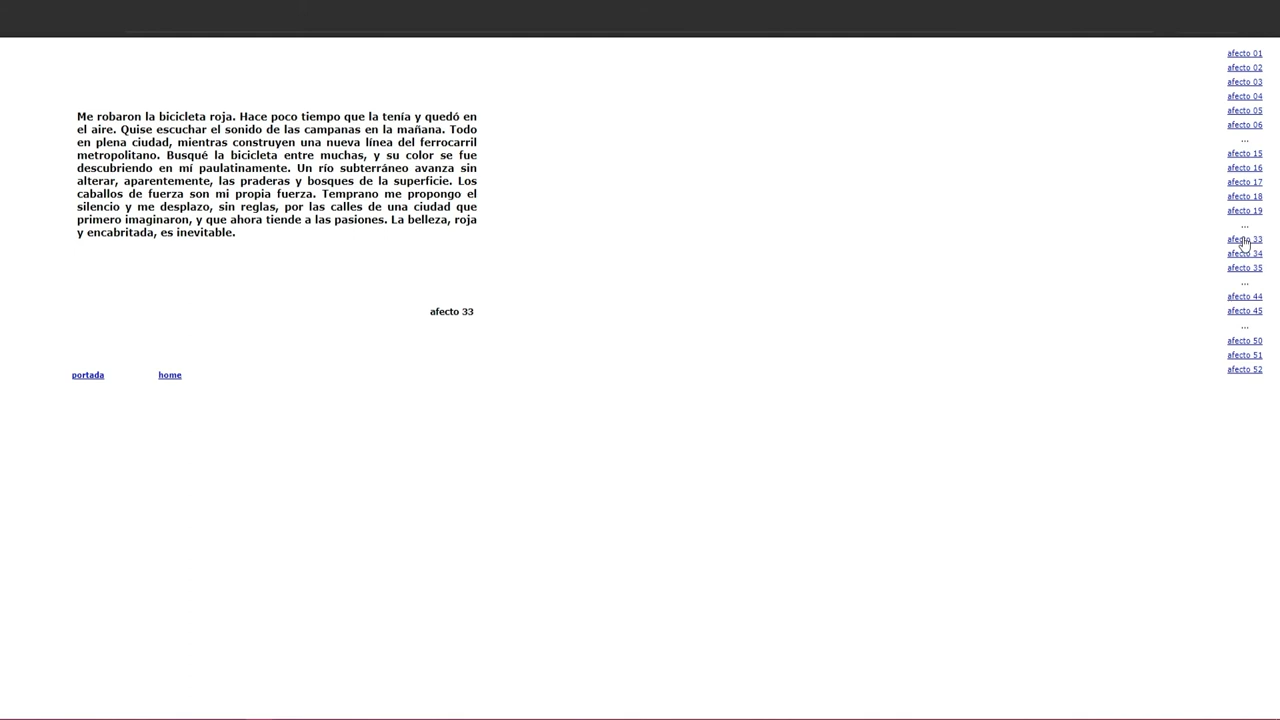 Me robaron la bicicleta roja. Hace poco tiempo que la tenía y quedó en
el aire. Quise escuchar el sonido de las campanas en la mañana. Todo
en plena ciudad, mientras construyen una nueva línea del ferrocarril
metropolitano. Busqué la bicicleta entre muchas, y su color se fue
descubriendo en mí paulatinamente. Un río subterráneo avanza sin
alterar, aparentemente, las praderas y bosques de la superficie. Los
caballos de fuerza son mi propia fuerza. Temprano me propongo el
silencio y me desplazo, sin reglas, por las calles de una ciudad que
primero imaginaron, y que ahora tiende a las pasiones. La belleza, roja
y encabritada, es inevitable.
afecto 33
portada
home
afecto 01
afecto 02
afecto 03
afecto 04
afecto 05
afecto 06
...
afecto 15
afecto 16
afecto 17
afecto 18
afecto 19
...
afecto 33
afecto 34
afecto 35
...
afecto 44
afecto 45
...
afecto 50
afecto 51
afecto 52